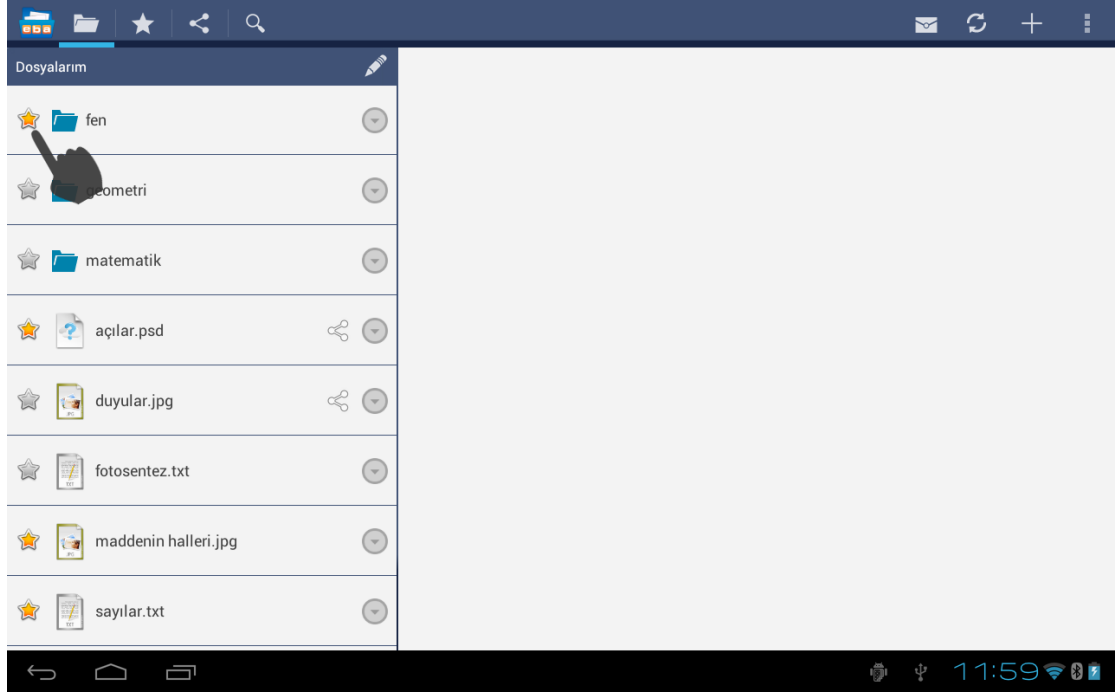 eba
Dosyalarım
fen
geometri
matematik
açılar.psd
duyular.jpg
fotosentez.txt
maddenin halleri.jpg
sayılar.txt
11:59